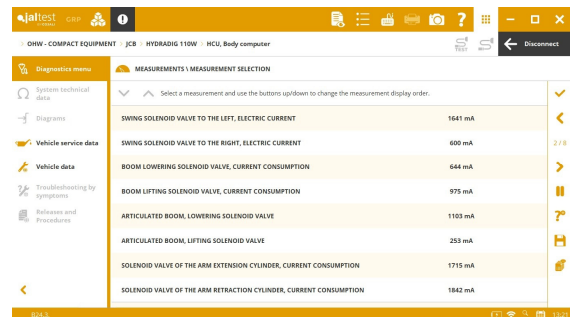 jaltest GRP
OHW - COMPACT EQUIPMENT JCB HYDRADIG 110W HCU, Body computer
TEST
Disconnect
Diagnostics menu
MEASUREMENTS \ MEASUREMENT SELECTION
System technical
data
Diagrams
Vehicle service data
Vehicle data
Troubleshooting by
symptoms
Releases and
Procedures
Select a measurement and use the buttons up/down to change the measurement display order.
SWING SOLENOID VALVE TO THE LEFT, ELECTRIC CURRENT 1641 mA
SWING SOLENOID VALVE TO THE RIGHT, ELECTRIC CURRENT 600 mA
BOOM LOWERING SOLENOID VALVE, CURRENT CONSUMPTION 644 mA
BOOM LIFTING SOLENOID VALVE, CURRENT CONSUMPTION 975 mA
ARTICULATED BOOM, LOWERING SOLENOID VALVE 1103 mA
ARTICULATED BOOM, LIFTING SOLENOID VALVE 253 mA
SOLENOID VALVE OF THE ARM EXTENSION CYLINDER, CURRENT CONSUMPTION 1715 mA
SOLENOID VALVE OF THE ARM RETRACTION CYLINDER, CURRENT CONSUMPTION 1842 mA
2 / 8
B24.3.
13:21